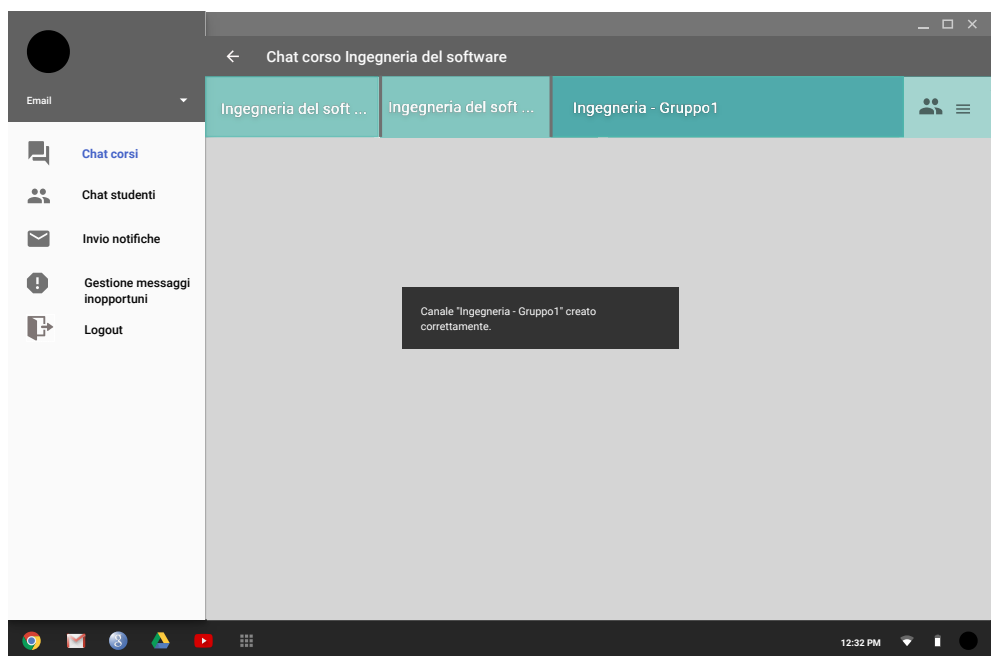 Chat corso Ingegneria del software
Email
Ingegneria del soft ...
Ingegneria del soft ...
Ingegneria - Gruppo1
Chat corsi
Chat studenti
Invio notifiche
Gestione messaggi
inopportuni
Logout
Canale "Ingegneria - Gruppo1" creato
correttamente.
12:32 PM